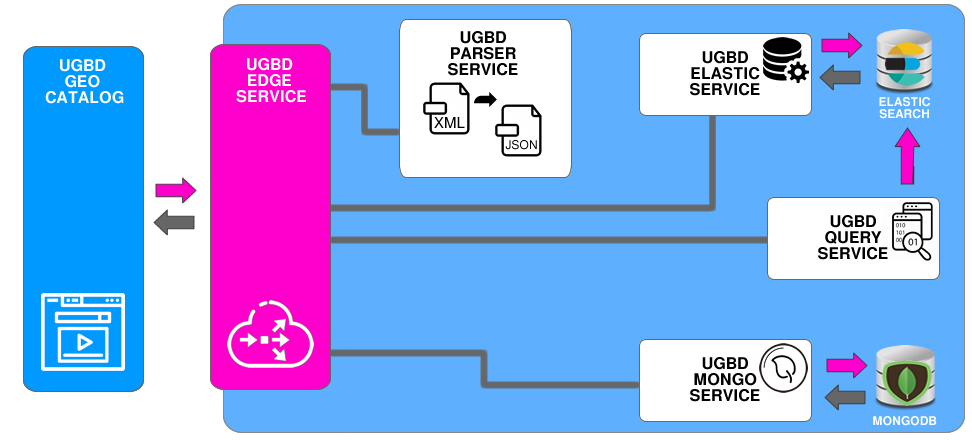 UGBD
GEO
CATALOG
UGBD
EDGE
SERVICE
UGBD
PARSER
SERVICE
XML
JSON
UGBD
ELASTIC
SERVICE
ELASTIC
SEARCH
UGBD
QUERY
SERVICE
010
101
00
01
UGBD
MONGO
SERVICE
MONGODB